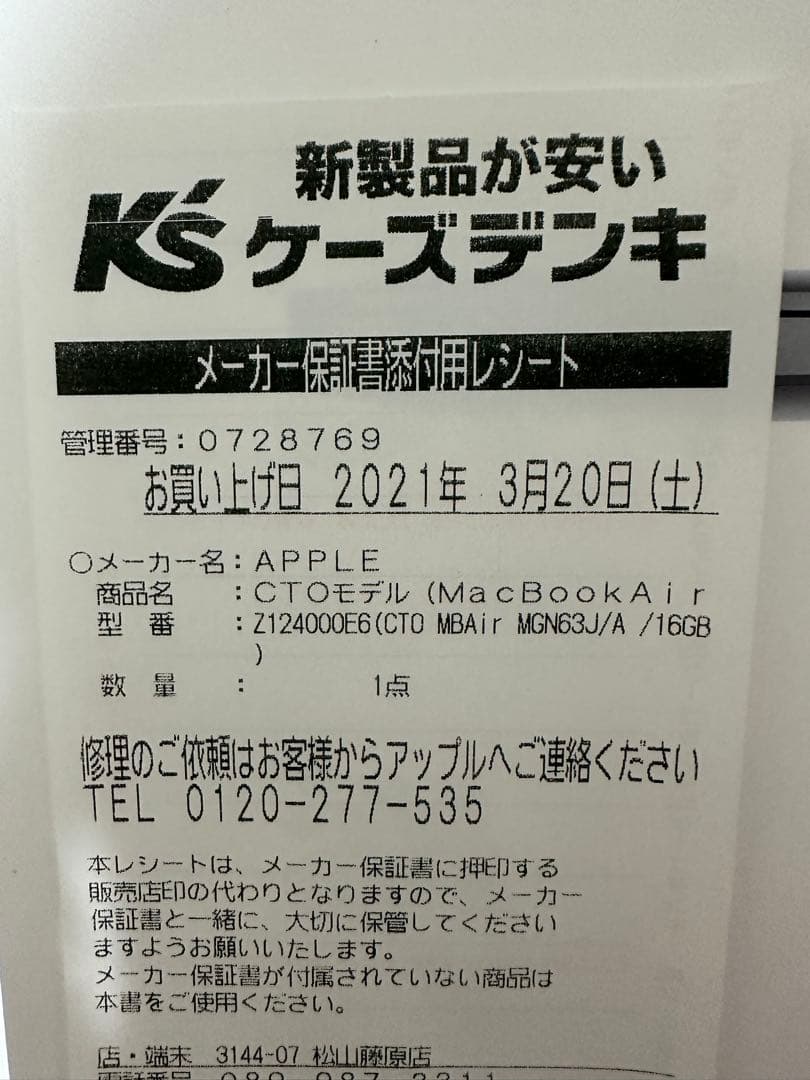 新製品が安い
K's ケーズデンキ
メーカー保証書添付用レシート
管理番号:0728769
お買い上げ日 2021年 3月20日(土)
○メーカー名:APPLE
商品名 :CTOモデル(MacBookAir
型 番 :Z124000E6(CTO MBAir MGN63J/A /16GB
)
数 量 : 1点
修理のご依頼はお客様からアップルへご連絡ください
TEL 0120-277-535
本レシートは、メーカー保証書に押印する
販売店印の代わりとなりますので、メーカー
保証書と一緒に、大切に保管してください
ますようお願いいたします。
メーカー保証書が付属されていない商品は
本書をご使用ください。
店・端末 3144-07 松山藤原店
電話番号